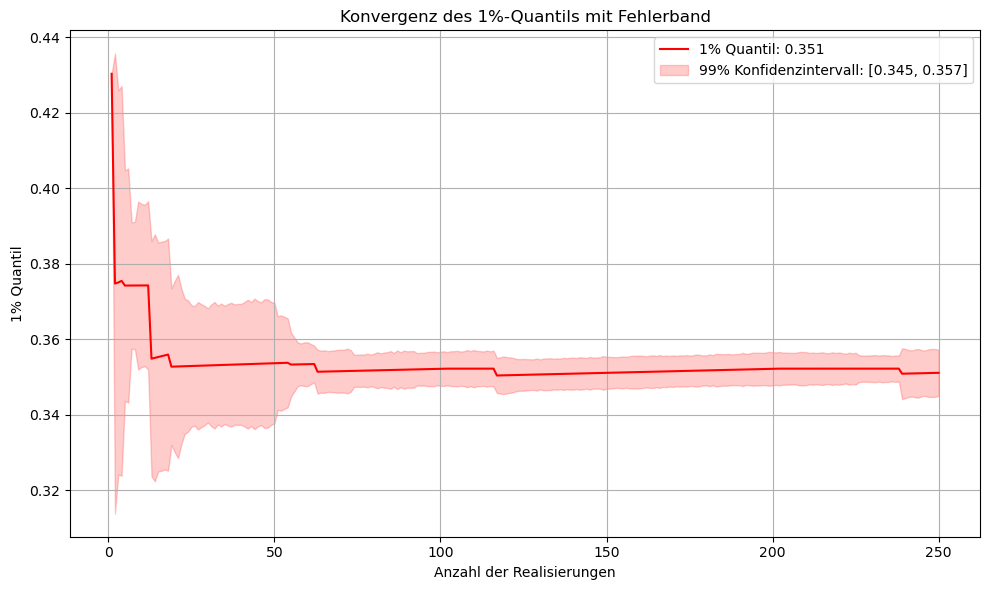 Konvergenz des 1%-Quantils mit Fehlerband
1% Quantil: 0.351
99% Konfidenzintervall: [0.345, 0.357]
1% Quantil
0.44
0.42
0.40
0.38
0.36
0.34
0.32
0
50
100
150
200
250
Anzahl der Realisierungen